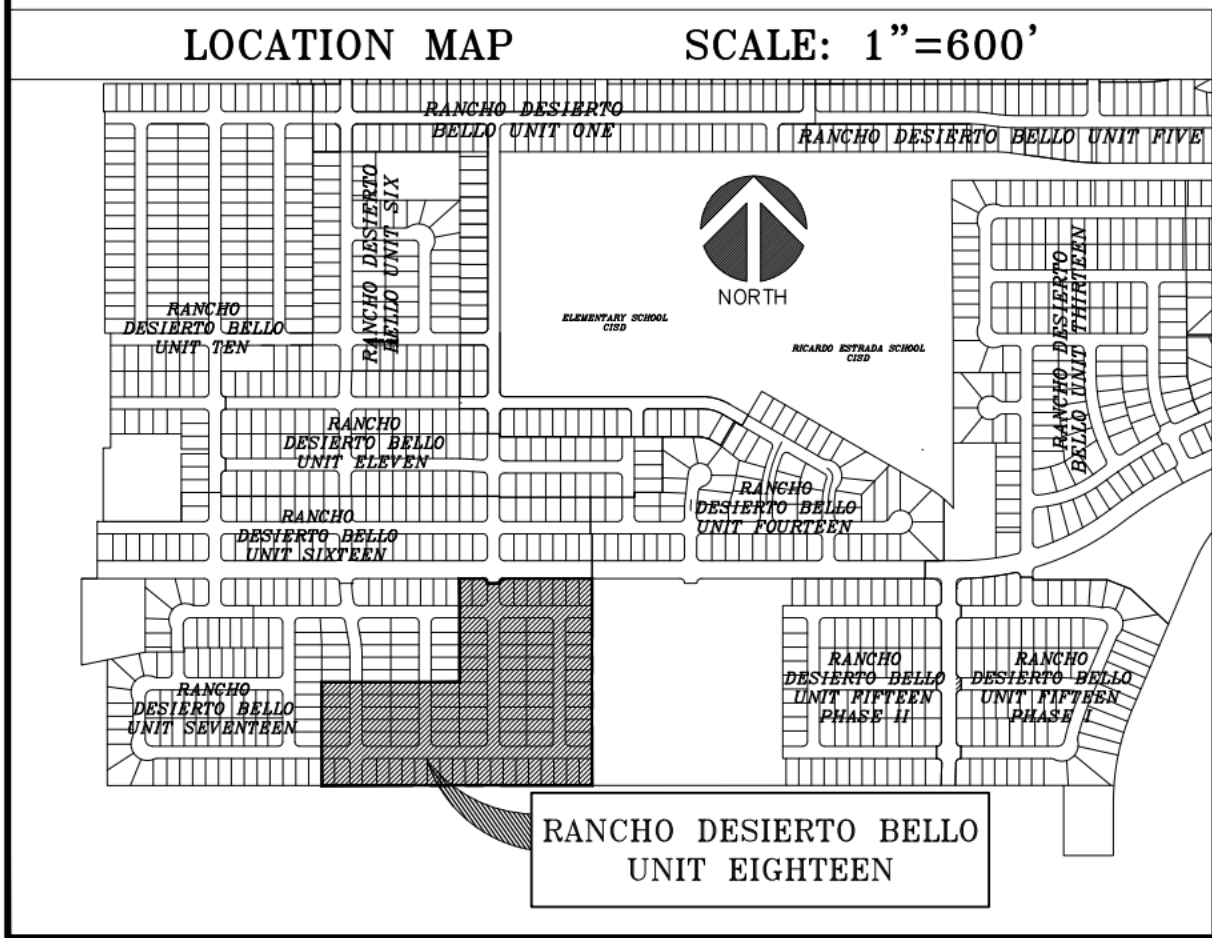 LOCATION MAP SCALE: 1"=600'
RANCHO DESIERTO
BELLO UNIT ONE
RANCHO DESIERTO BELLO UNIT FIVE
RANCHO DESIERTO
BELLO UNIT SIX
NORTH
RANCHO DESIERTO
BELLO UNIT THIRTEEN
RANCHO
DESIERTO BELLO
UNIT TEN
ELEMENTARY SCHOOL
CISD
RICARDO ESTRADA SCHOOL
CISD
RANCHO
DESIERTO BELLO
UNIT ELEVEN
RANCHO
DESIERTO BELLO
UNIT FOURTEEN
RANCHO
DESIERTO BELLO
UNIT SIXTEEN
RANCHO
DESIERTO BELLO
UNIT SEVENTEEN
RANCHO
DESIERTO BELLO
UNIT FIFTEEN
PHASE II
RANCHO
DESIERTO BELLO
UNIT FIFTEEN
PHASE I
RANCHO DESIERTO BELLO
UNIT EIGHTEEN